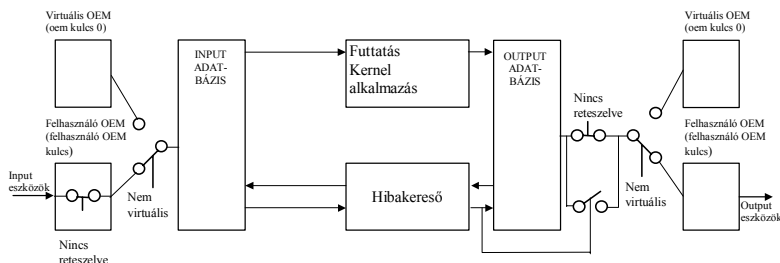 Virtuális OEM
(oem kulcs 0)
Felhasználó OEM
(felhasználó OEM
kulcs)
Input
eszközök
Nincs
reteselve
Nem
virtuális
INPUT
ADAT-
BÁZIS
Futtatás
Kernel
alkalmazás
Hibakereső
OUTPUT
ADAT-
BÁZIS
Nincs
reteszelve
Nem
virtuális
Virtuális OEM
(oem kulcs 0)
Felhasználó OEM
(felhasználó OEM
kulcs)
Output
eszközök